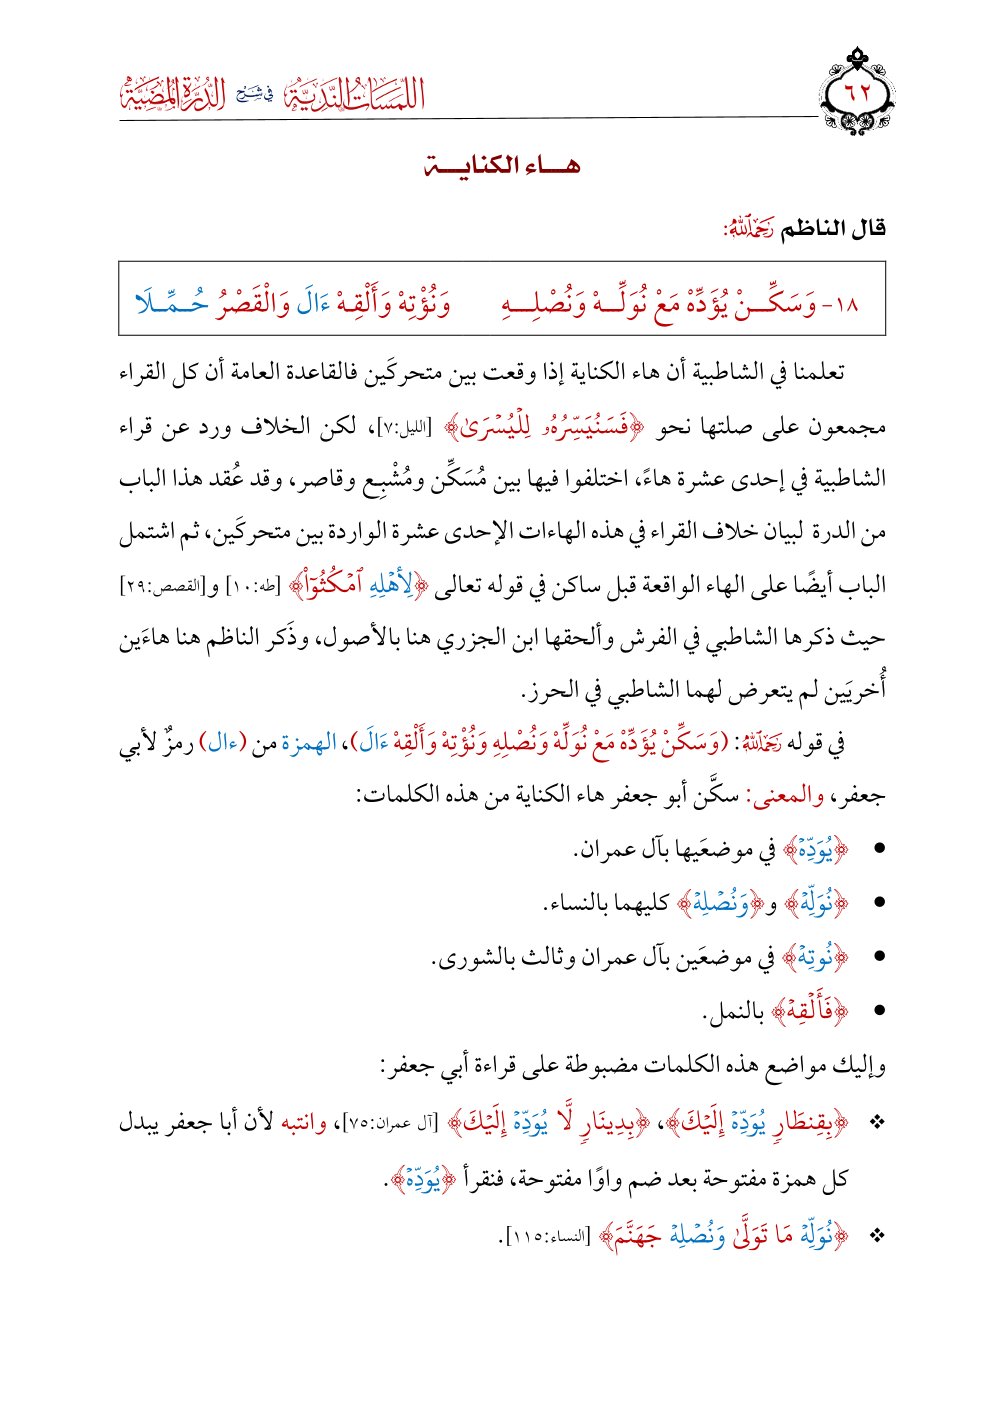 اللمسات الندية في شرح الدرة المضية
٦٢
هـــاء الكنايـــة
قال الناظم رَحِمَهُ ٱللَّهُ:
١٨- وَسَكِّـــنْ يُؤَدِّهْ مَعْ نُوَلِّـــهْ وَنُصْلِـــهِ وَنُؤْتِهْ وَأَلْقِـهْ ءَالَ وَالْقَصْرُ حُــمِّــلَا
تعلمنا في الشاطبية أن هاء الكناية إذا وقعت بين متحركَين فالقاعدة العامة أن كل القراء
مجمعون على صلتها نحو ﴿فَسَنُيَسِّرُهُۥ لِلۡيُسۡرَىٰ﴾ [الليل:٧]، لكن الخلاف ورد عن قراء
الشاطبية في إحدى عشرة هاءً، اختلفوا فيها بين مُسَكِّن ومُشْبِع وقاصر، وقد عُقد هذا الباب
من الدرة لبيان خلاف القراء في هذه الهاءات الإحدى عشرة الواردة بين متحركَين، ثم اشتمل
الباب أيضًا على الهاء الواقعة قبل ساكن في قوله تعالى ﴿لِأَهۡلِهِ ٱمۡكُثُوٓاْ﴾ [طه:١٠] و[القصص:٢٩]
حيث ذكرها الشاطبي في الفرش وألحقها ابن الجزري هنا بالأصول، وذَكر الناظم هنا هاءَين
أُخريَين لم يتعرض لهما الشاطبي في الحرز.
في قوله رَحِمَهُ ٱللَّهُ: (وَسَكِّنْ يُؤَدِّهْ مَعْ نُوَلِّهْ وَنُصْلِهِ وَنُؤْتِهْ وَأَلْقِهْ ءَالَ)، الهمزة من (ءال) رمزٌ لأبي
جعفر، والمعنى: سكَّن أبو جعفر هاء الكناية من هذه الكلمات:
● ﴿يُوَدِّهۡ﴾ في موضعَيها بآل عمران.
● ﴿نُوَلِّهۡ﴾ و﴿وَنُصۡلِهۡ﴾ كليهما بالنساء.
● ﴿نُوتِهۡ﴾ في موضعَين بآل عمران وثالث بالشورى.
● ﴿فَأَلۡقِهۡ﴾ بالنمل.
وإليك مواضع هذه الكلمات مضبوطة على قراءة أبي جعفر:
❖ ﴿بِقِنطَارٖ يُوَدِّهۡ إِلَيۡكَ﴾، ﴿بِدِينَارٖ لَّا يُوَدِّهۡ إِلَيۡكَ﴾ [آل عمران:٧٥]، وانتبه لأن أبا جعفر يبدل
كل همزة مفتوحة بعد ضم واوًا مفتوحة، فنقرأ ﴿يُوَدِّهۡ﴾.
❖ ﴿نُوَلِّهۡ مَا تَوَلَّىٰ وَنُصۡلِهۡ جَهَنَّمَ﴾ [النساء:١١٥].